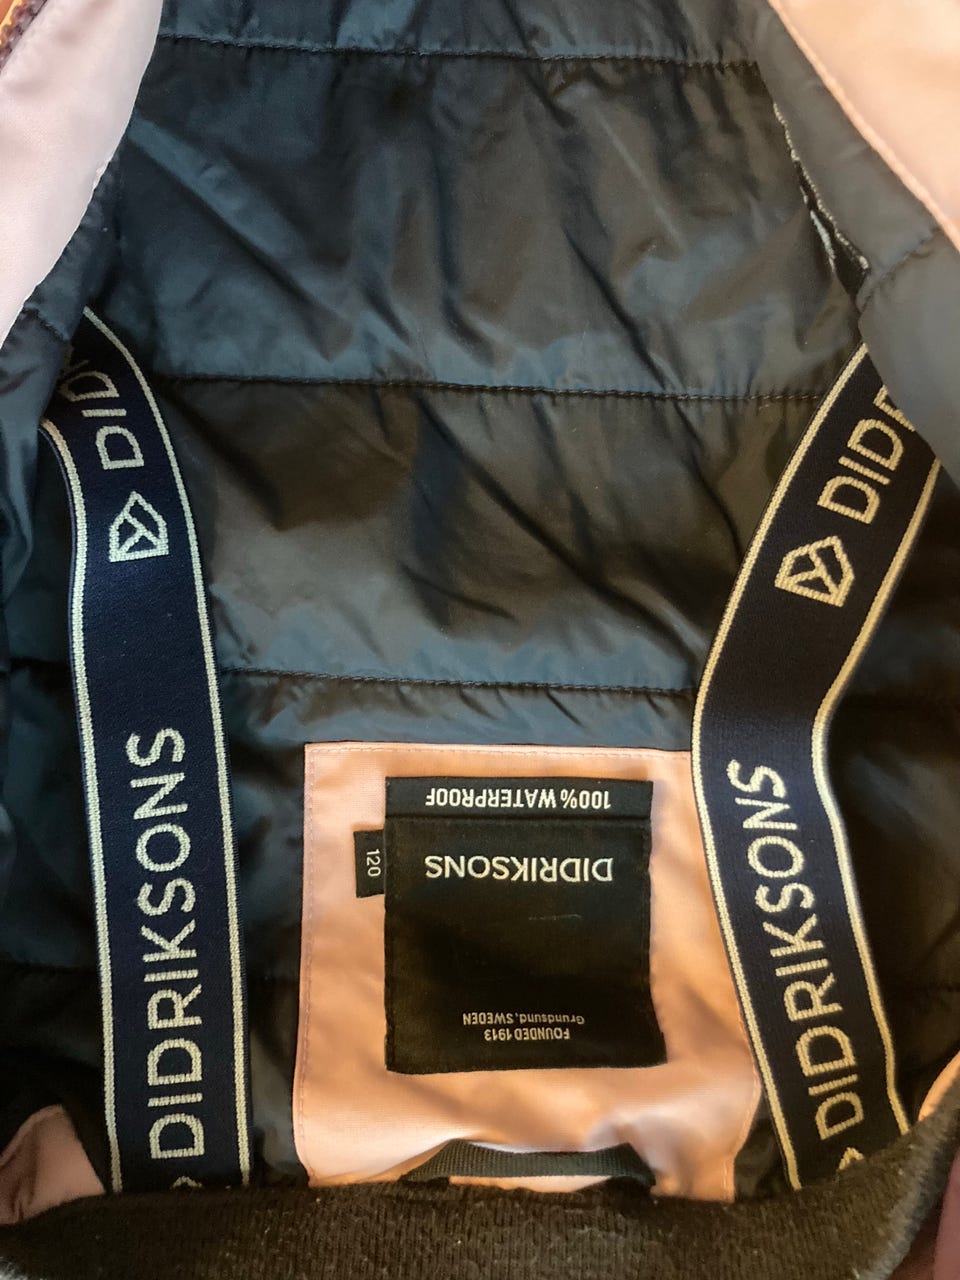 DIDRIKSONS
DIDRIKSONS
100% WATERPROOF
120
DIDRIKSONS
FOUNDED 1913
Grundsund, SWEDEN